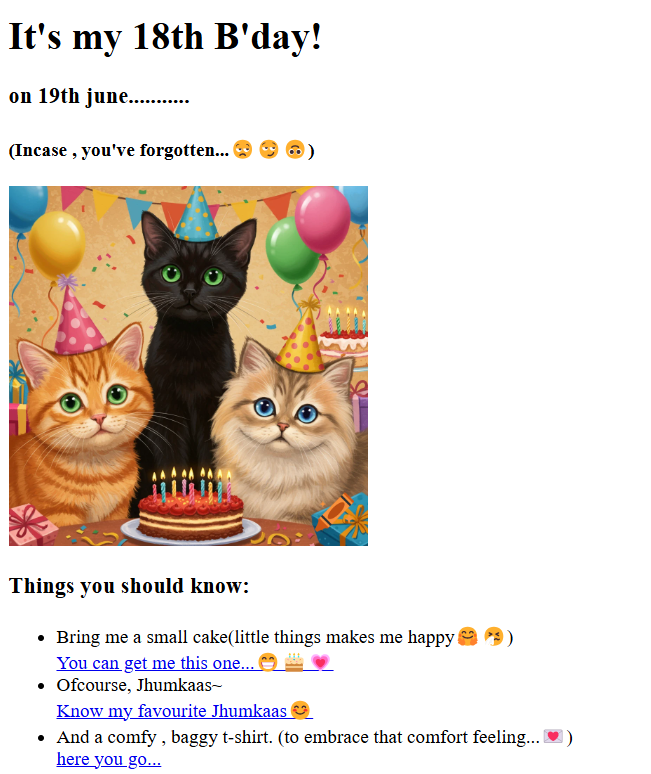 It's my 18th B'day!
on 19th june...........
(Incase , you've forgotten...😟 😏 🙃)
Things you should know:
Bring me a small cake(little things makes me happy🤗 🤧)
You can get me this one...😁 🎂 💗
Ofcourse, Jhumkaas~
Know my favourite Jhumkaas😊
And a comfy , baggy t-shirt. (to embrace that comfort feeling...💌)
here you go...